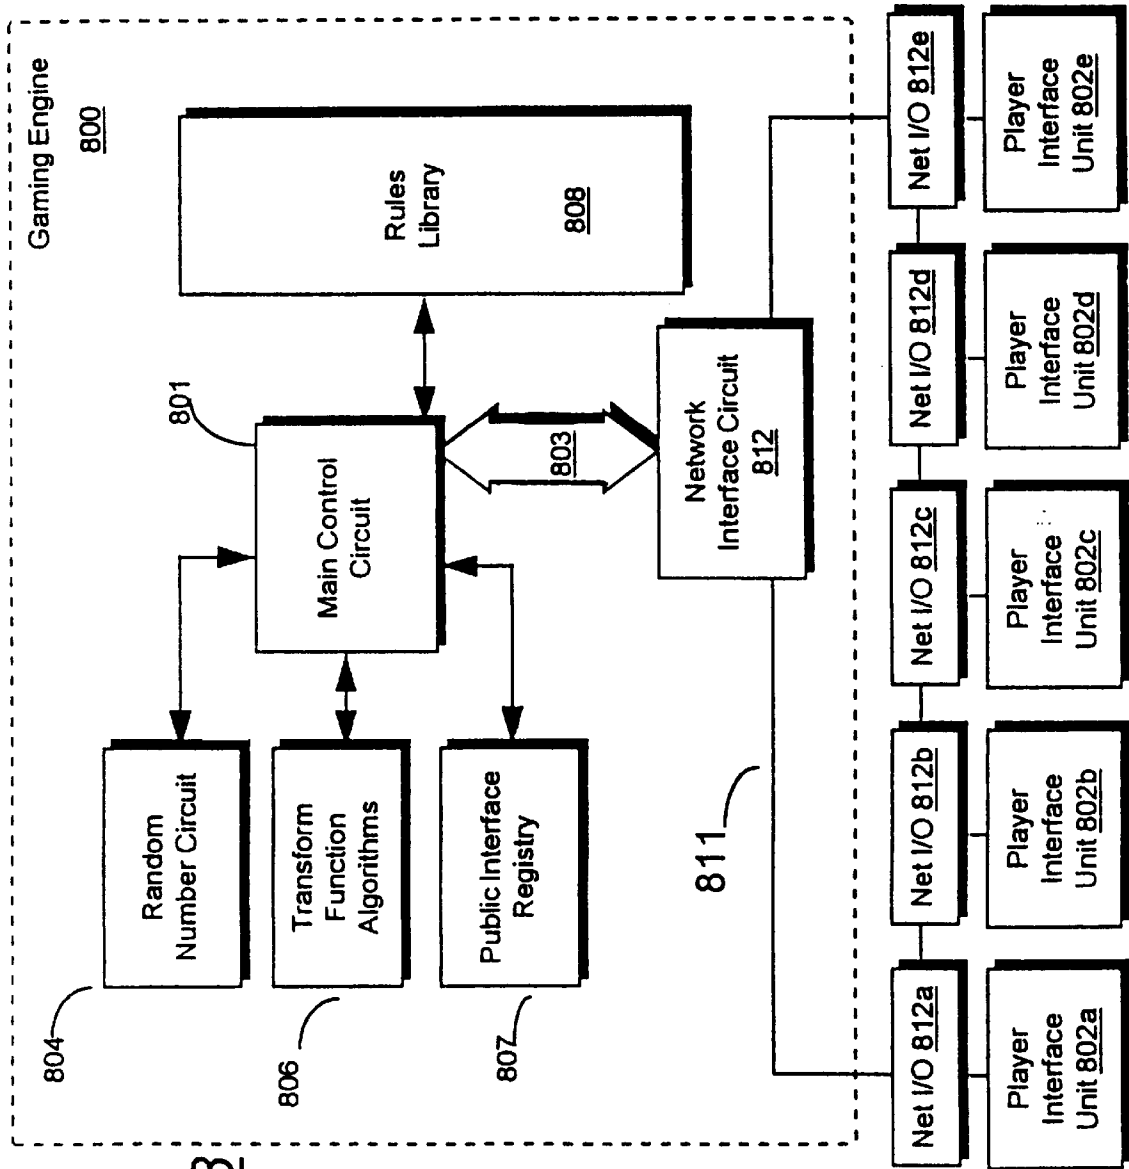 Gaming Engine
800
804
Random
Number Circuit
806
Transform
Function
Algorithms
807
Public Interface
Registry
801
Main Control
Circuit
Rules
Library
808
803
Network
Interface Circuit
812
811
Net I/O 812a
Net I/O 812b
Net I/O 812c
Net I/O 812d
Net I/O 812e
Player
Interface
Unit 802a
Player
Interface
Unit 802b
Player
Interface
Unit 802c
Player
Interface
Unit 802d
Player
Interface
Unit 802e